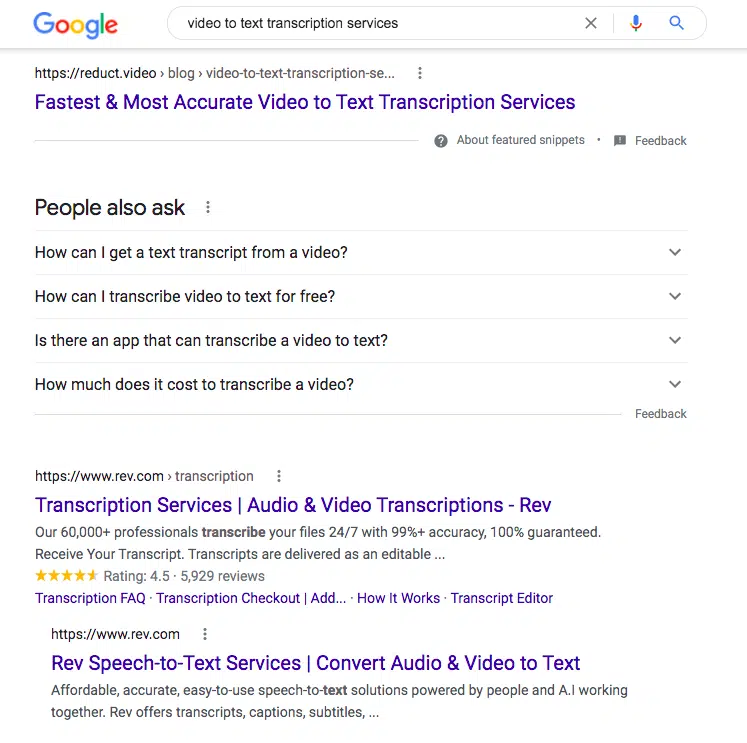 Google
video to text transcription services
https://reduct.video › blog › video-to-text-transcription-se...
Fastest & Most Accurate Video to Text Transcription Services
About featured snippets • Feedback
People also ask
How can I get a text transcript from a video?
How can I transcribe video to text for free?
Is there an app that can transcribe a video to text?
How much does it cost to transcribe a video?
Feedback
https://www.rev.com › transcription
Transcription Services | Audio & Video Transcriptions - Rev
Our 60,000+ professionals transcribe your files 24/7 with 99%+ accuracy, 100% guaranteed.
Receive Your Transcript. Transcripts are delivered as an editable ...
Rating: 4.5 · 5,929 reviews
Transcription FAQ · Transcription Checkout | Add... · How It Works · Transcript Editor
https://www.rev.com
Rev Speech-to-Text Services | Convert Audio & Video to Text
Affordable, accurate, easy-to-use speech-to-text solutions powered by people and A.I working
together. Rev offers transcripts, captions, subtitles, ...